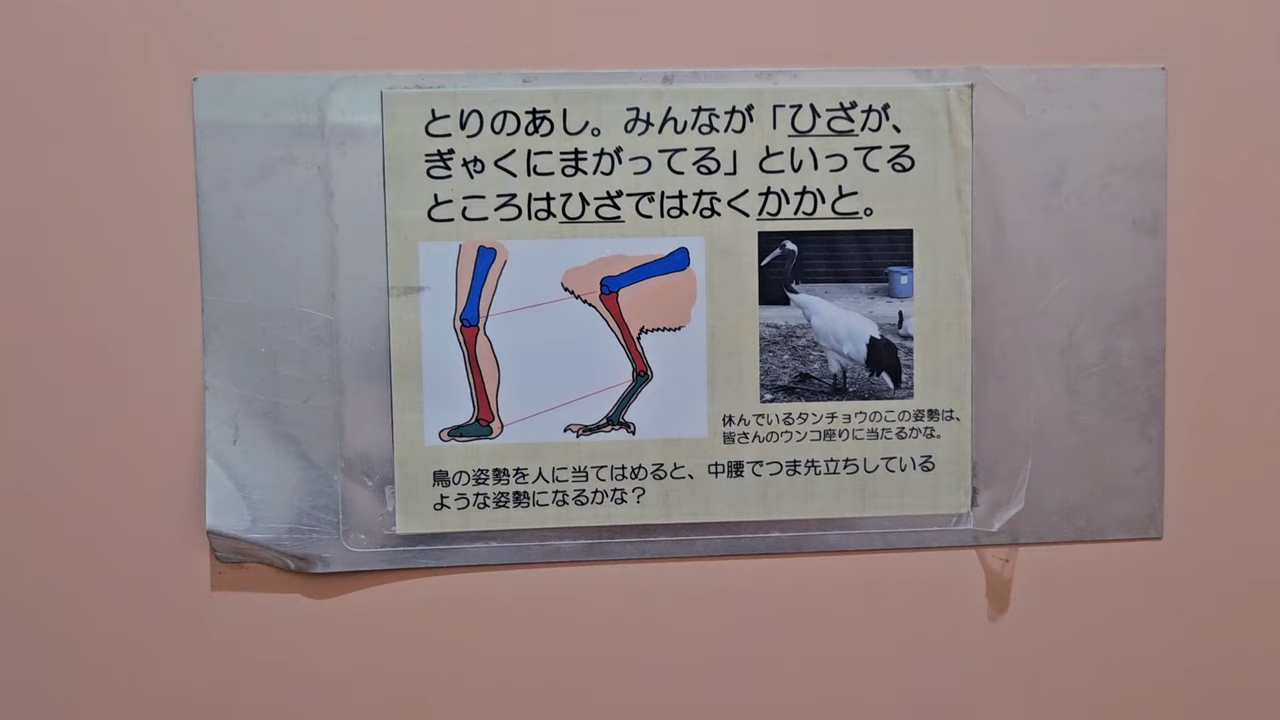 とりのあし。みんなが「ひざが、
ぎゃくにまがってる」といってる
ところはひざではなくかかと。
休んでいるタンチョウのこの姿勢は、
皆さんのウンコ座りに当たるかな。
鳥の姿勢を人に当てはめると、中腰でつま先立ちしている
ような姿勢になるかな？